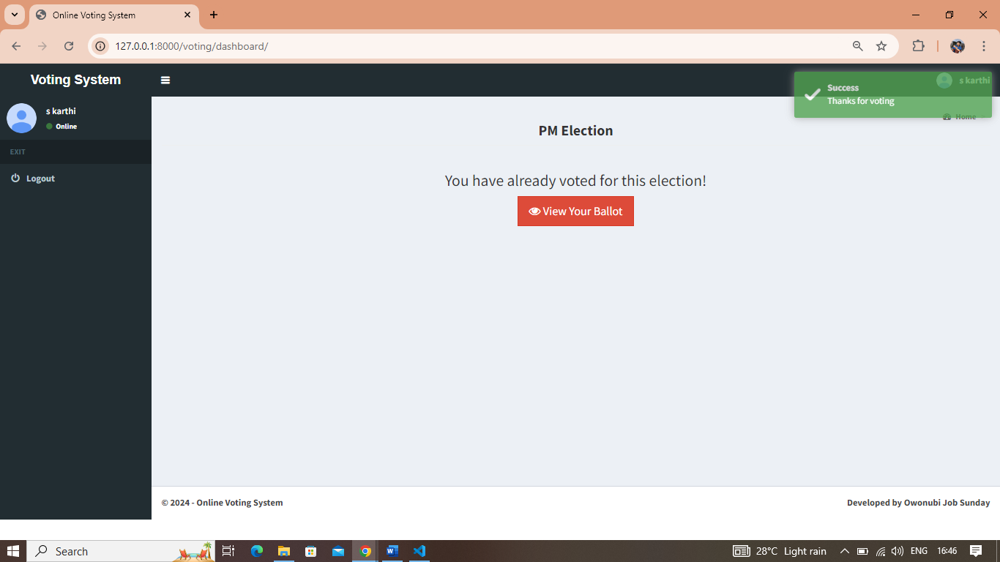 Online Voting System
127.0.0.1:8000/voting/dashboard/
Voting System
s karthi
Success
Thanks for voting
s karthi
Online
Home
EXIT
Logout
PM Election
You have already voted for this election!
View Your Ballot
© 2024 - Online Voting System
Developed by Owonubi Job Sunday
Search
28°C Light rain
ENG
16:46